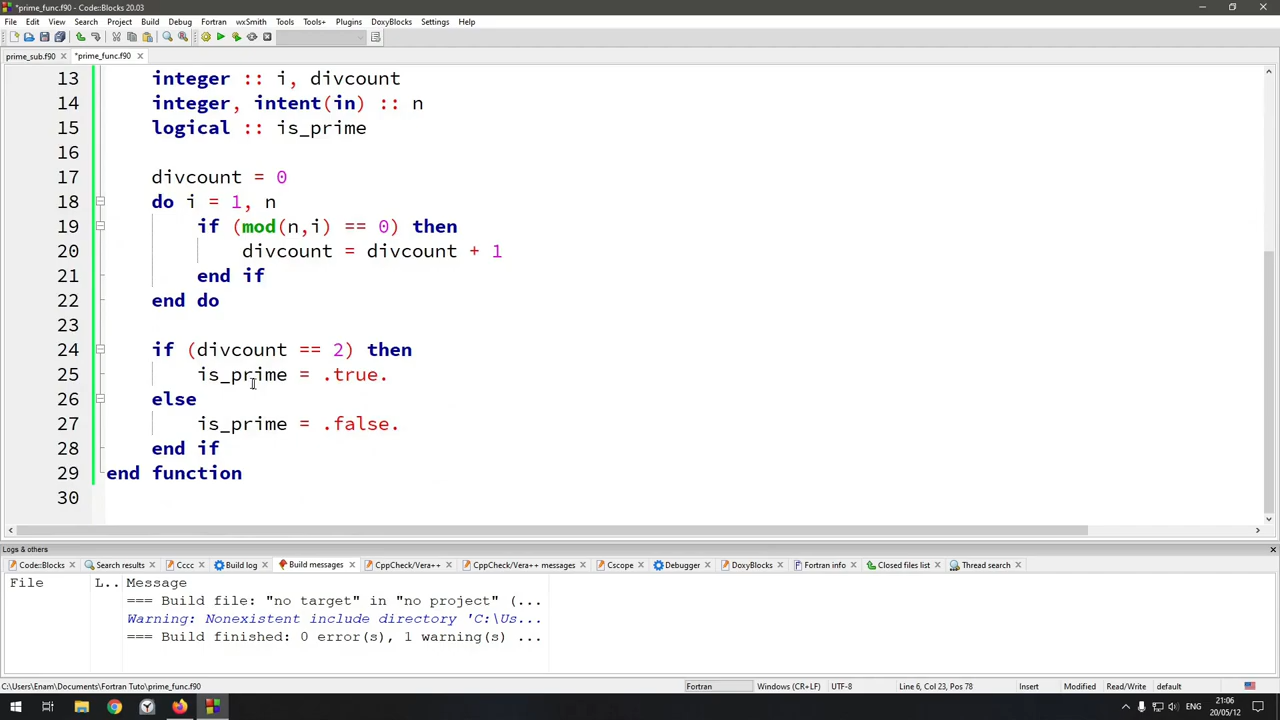 *prime_func.f90 - Code::Blocks 20.03
File Edit View Search Project Build Debug Fortran wxSmith Tools Tools+ Plugins DoxyBlocks Settings Help
prime_sub.f90 *prime_func.f90
13 integer :: i, divcount
14 integer, intent(in) :: n
15 logical :: is_prime
16
17 divcount = 0
18 do i = 1, n
19 if (mod(n,i) == 0) then
20 divcount = divcount + 1
21 end if
22 end do
23
24 if (divcount == 2) then
25 is_prime = .true.
26 else
27 is_prime = .false.
28 end if
29 end function
30
Logs & others
Code::Blocks Search results Cccc Build log Build messages CppCheck/Vera++ CppCheck/Vera++ messages Cscope Debugger DoxyBlocks Fortran info Closed files list Thread search
File L.. Message
=== Build file: "no target" in "no project" (...
Warning: Nonexistent include directory 'C:\Us...
=== Build finished: 0 error(s), 1 warning(s) ...
C:\Users\Enam\Documents\Fortran Tuto\prime_func.f90 Fortran Windows (CR+LF) UTF-8 Line 6, Col 23, Pos 78 Insert Modified Read/Write default
ENG 21:06
20/05/12